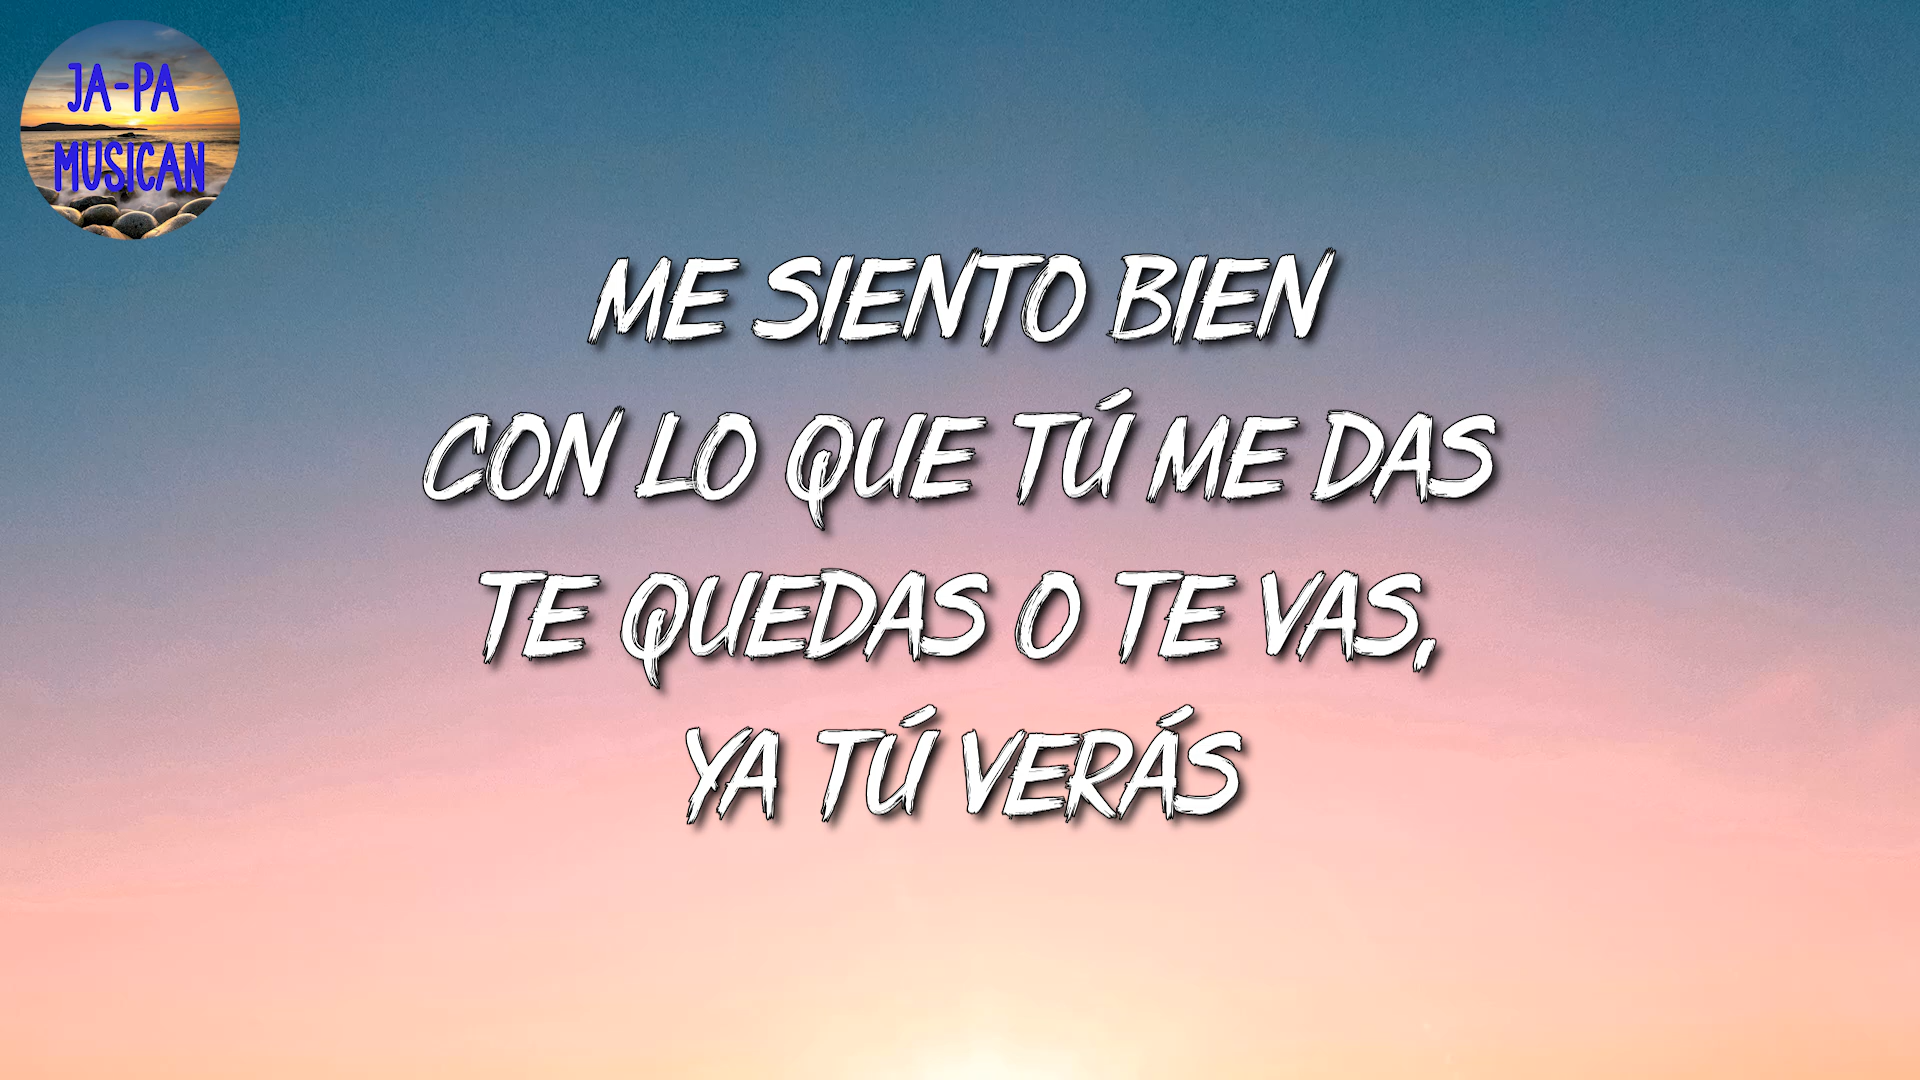 JA-PA
MUSICAN
ME SIENTO BIEN
CON LO QUE TÚ ME DAS
TE QUEDAS O TE VAS,
YA TÚ VERÁS